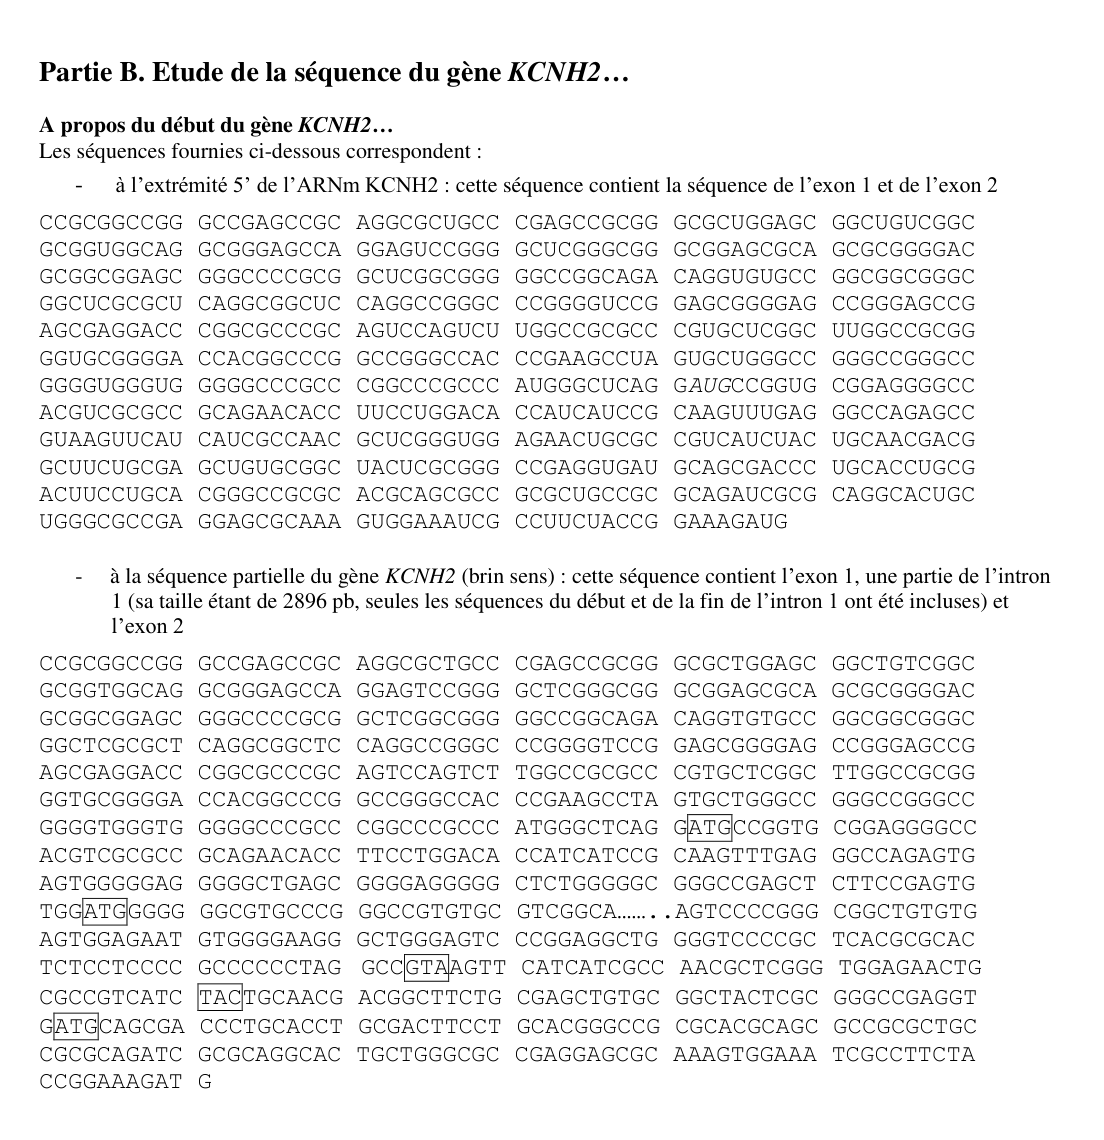 Partie B. Etude de la séquence du gène KCNH2…
A propos du début du gène KCNH2…
Les séquences fournies ci-dessous correspondent :
- à l’extrémité 5’ de l’ARNm KCNH2 : cette séquence contient la séquence de l’exon 1 et de l’exon 2
CCGCGGCCGG GCCGAGCCGC AGGCGCUGCC CGAGCCGCGG GCGCUGGAGC GGCUGUCGGC
GCGGUGGCAG GCGGGAGCCA GGAGUCCGGG GCUCGGGCGG GCGGAGCGCA GCGCGGGGAC
GCGGCGGAGC GGGCCCCGCG GCUCGGCGGG GGCCGGCAGA CAGGUGUGCC GGCGGCGGGC
GGCUCGCGCU CAGGCGGCUC CAGGCCGGGC CCGGGGUCCG GAGCGGGGAG CCGGGAGCCG
AGCGAGGACC CGGCGCCCGC AGUCCAGUCU UGGCCGCGCC CGUGCUCGGC UUGGCCGCGG
GGUGCGGGGA CCACGGCCCG GCCGGGCCAC CCGAAGCCUA GUGCUGGGCC GGGCCGGGCC
GGGGUGGGUG GGGGCCCGCC CGGCCCGCCC AUGGGCUCAG GAUGCCGGUG CGGAGGGGCC
ACGUCGCGCC GCAGAACACC UUCCUGGACA CCAUCAUCCG CAAGUUUGAG GGCCAGAGCC
GUAAGUUCAU CAUCGCCAAC GCUCGGGUGG AGAACUGCGC CGUCAUCUAC UGCAACGACG
GCUUCUGCGA GCUGUGCGGC UACUCGCGGG CCGAGGUGAU GCAGCGACCC UGCACCUGCG
ACUUCCUGCA CGGGCCGCGC ACGCAGCGCC GCGCUGCCGC GCAGAUCGCG CAGGCACUGC
UGGGCGCCGA GGAGCGCAAA GUGGAAAUCG CCUUCUACCG GAAAGAUG
- à la séquence partielle du gène KCNH2 (brin sens) : cette séquence contient l’exon 1, une partie de l’intron
1 (sa taille étant de 2896 pb, seules les séquences du début et de la fin de l’intron 1 ont été incluses) et
l’exon 2
CCGCGGCCGG GCCGAGCCGC AGGCGCTGCC CGAGCCGCGG GCGCTGGAGC GGCTGTCGGC
GCGGTGGCAG GCGGGAGCCA GGAGTCCGGG GCTCGGGCGG GCGGAGCGCA GCGCGGGGAC
GCGGCGGAGC GGGCCCCGCG GCTCGGCGGG GGCCGGCAGA CAGGTGTGCC GGCGGCGGGC
GGCTCGCGCT CAGGCGGCTC CAGGCCGGGC CCGGGGTCCG GAGCGGGGAG CCGGGAGCCG
AGCGAGGACC CGGCGCCCGC AGTCCAGTCT TGGCCGCGCC CGTGCTCGGC TTGGCCGCGG
GGTGCGGGGA CCACGGCCCG GCCGGGCCAC CCGAAGCCTA GTGCTGGGCC GGGCCGGGCC
GGGGTGGGTG GGGGCCCGCC CGGCCCGCCC ATGGGCTCAG GATGCCGGTG CGGAGGGGCC
ACGTCGCGCC GCAGAACACC TTCCTGGACA CCATCATCCG CAAGTTTGAG GGCCAGAGTG
AGTGGGGGAG GGGGCTGAGC GGGGAGGGGG CTCTGGGGGC GGGCCGAGCT CTTCCGAGTG
TGGATGGGGG GGCGTGCCCG GGCCGTGTGC GTCGGCA........AGTCCCCGGG CGGCTGTGTG
AGTGGAGAAT GTGGGGAAGG GCTGGGAGTC CCGGAGGCTG GGGTCCCCGC TCACGCGCAC
TCTCCTCCCC GCCCCCCTAG GCCGTAAGTT CATCATCGCC AACGCTCGGG TGGAGAACTG
CGCCGTCATC TACTGCAACG ACGGCTTCTG CGAGCTGTGC GGCTACTCGC GGGCCGAGGT
GATGCAGCGA CCCTGCACCT GCGACTTCCT GCACGGGCCG CGCACGCAGC GCCGCGCTGC
CGCGCAGATC GCGCAGGCAC TGCTGGGCGC CGAGGAGCGC AAAGTGGAAA TCGCCTTCTA
CCGGAAAGAT G